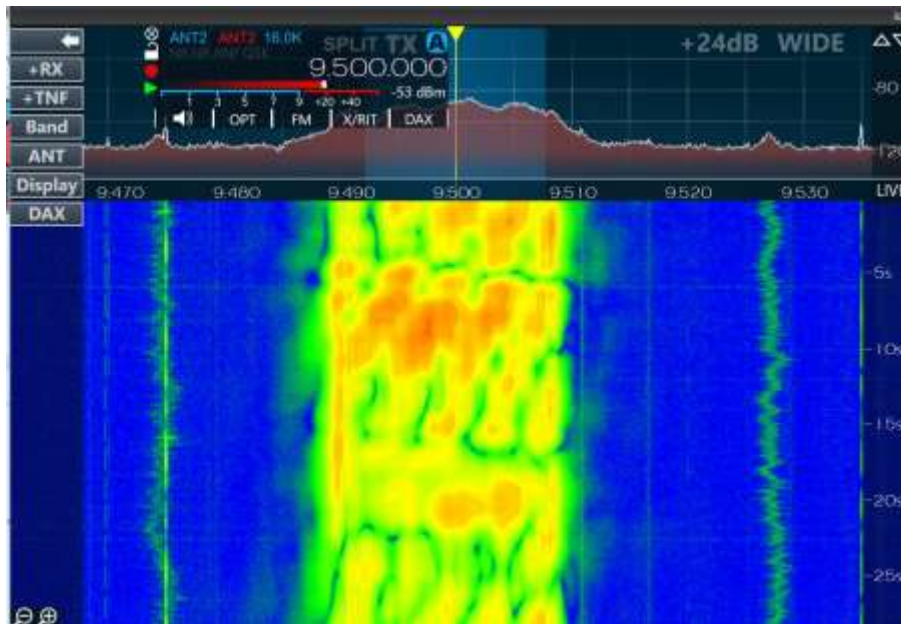 ANT2 ANT2 16.0K SPLIT TX A
+24dB WIDE
9.500.000
+RX
-53 dBm
-80
+TNF
1 3 5 7 9 +20 +40
OPT FM X/RIT DAX
Band
ANT
Display
9.470 9.480 9.490 9.500 9.510 9.520 9.530 LIVE
DAX
-5s
-10s
-15s
-20s
-25s